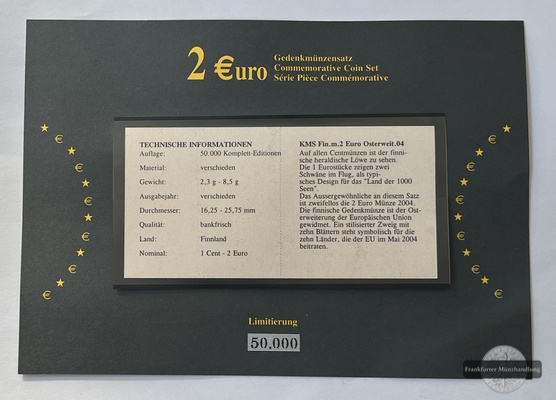 2 €uro
Gedenkmünzensatz
Commemorative Coin Set
Série Pièce Commémorative
TECHNISCHE INFORMATIONEN
Auflage: 50.000 Komplett-Editionen
Material: verschieden
Gewicht: 2,3 g - 8,5 g
Ausgabejahr: verschieden
Durchmesser: 16,25 - 25,75 mm
Qualität: bankfrisch
Land: Finnland
Nominal: 1 Cent - 2 Euro
KMS Fin.m.2 Euro Osterweit.04
Auf allen Centmünzen ist der finni-
sche heraldische Löwe zu sehen.
Die 1 Eurostücke zeigen zwei
Schwäne im Flug, als typi-
sches Design für das "Land der 1000
Seen".
Das Aussergewöhnliche an diesem Satz
ist zweifellos die 2 Euro Münze 2004.
Die finnische Gedenkmünze ist der Ost-
erweiterung der Europäischen Union
gewidmet. Ein stilisierter Zweig mit
zehn Blättern steht symbolisch für die
zehn Länder, die der EU im Mai 2004
beitraten.
Limitierung
50.000
Frankfurter Münzhandlung